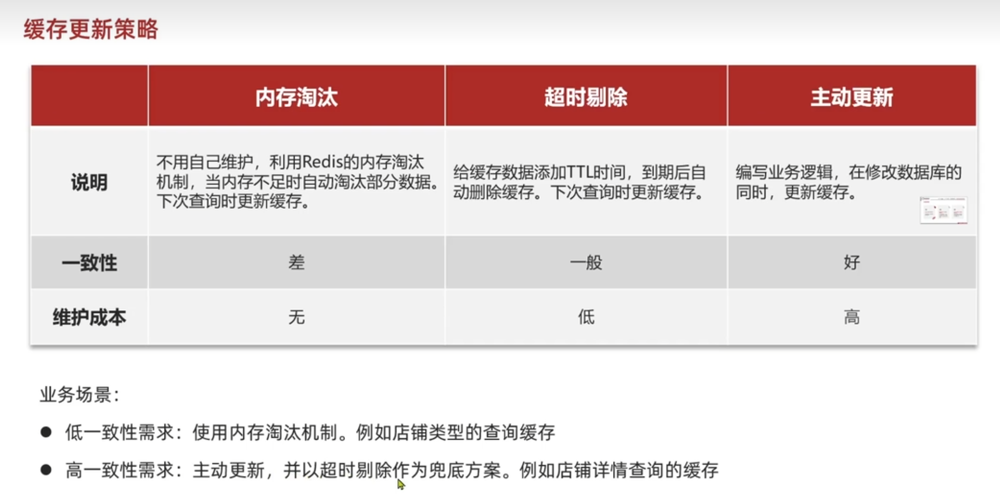 缓存更新策略
内存淘汰
超时剔除
主动更新
说明
不用自己维护，利用Redis的内存淘汰
机制，当内存不足时自动淘汰部分数据。
下次查询时更新缓存。
给缓存数据添加TTL时间，到期后自
动删除缓存。下次查询时更新缓存。
编写业务逻辑，在修改数据库的
同时，更新缓存。
一致性
差
一般
好
维护成本
无
低
高
业务场景：
● 低一致性需求：使用内存淘汰机制。例如店铺类型的查询缓存
● 高一致性需求：主动更新，并以超时剔除作为兜底方案。例如店铺详情查询的缓存